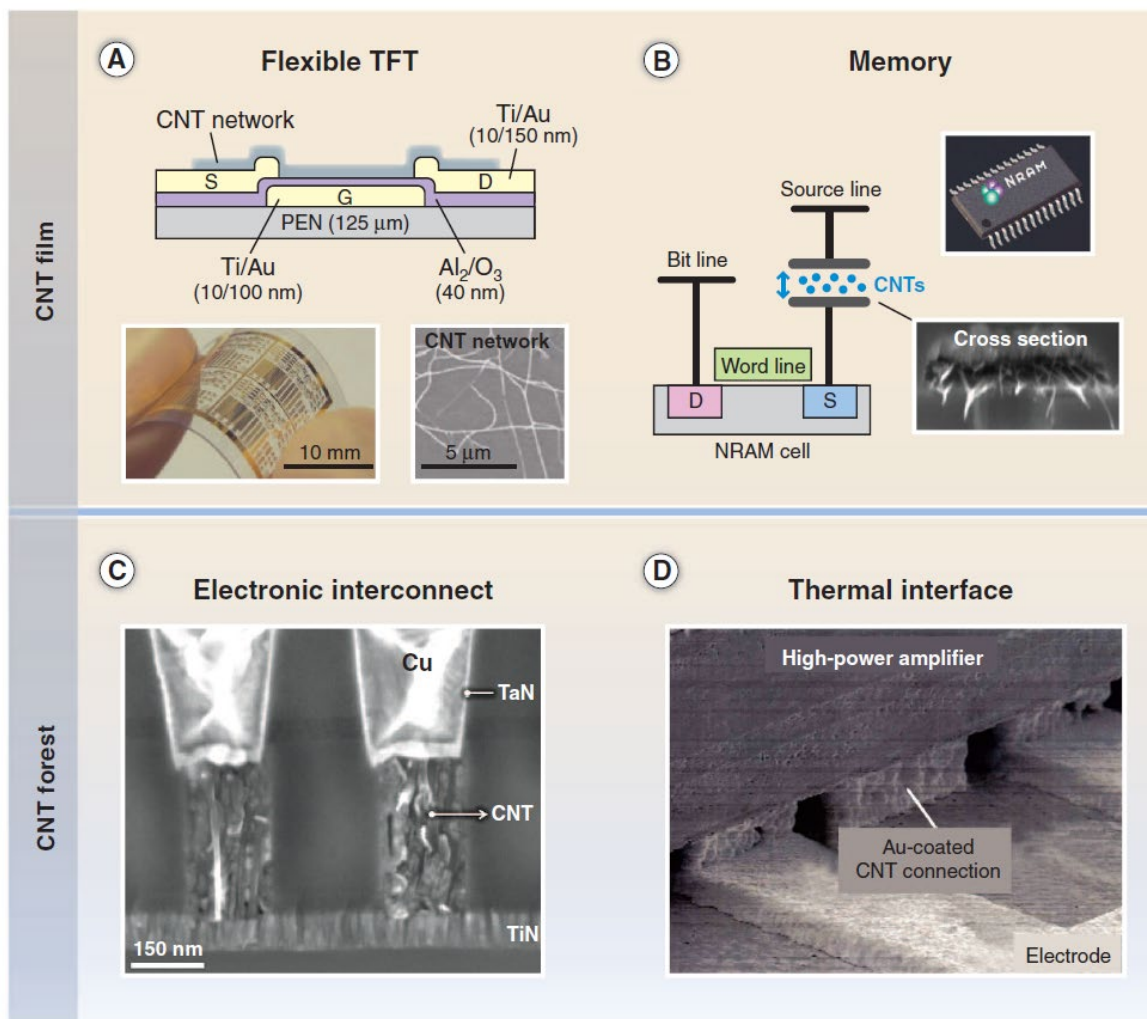 CNT film
A
Flexible TFT
CNT network
Ti/Au
(10/150 nm)
S
D
G
PEN (125 μm)
Ti/Au
(10/100 nm)
Al2/O3
(40 nm)
10 mm
CNT network
5 μm
B
Memory
NRAM
Source line
Bit line
CNTs
Cross section
Word line
D
S
NRAM cell
CNT forest
C
Electronic interconnect
Cu
TaN
CNT
TiN
150 nm
D
Thermal interface
High-power amplifier
Au-coated
CNT connection
Electrode